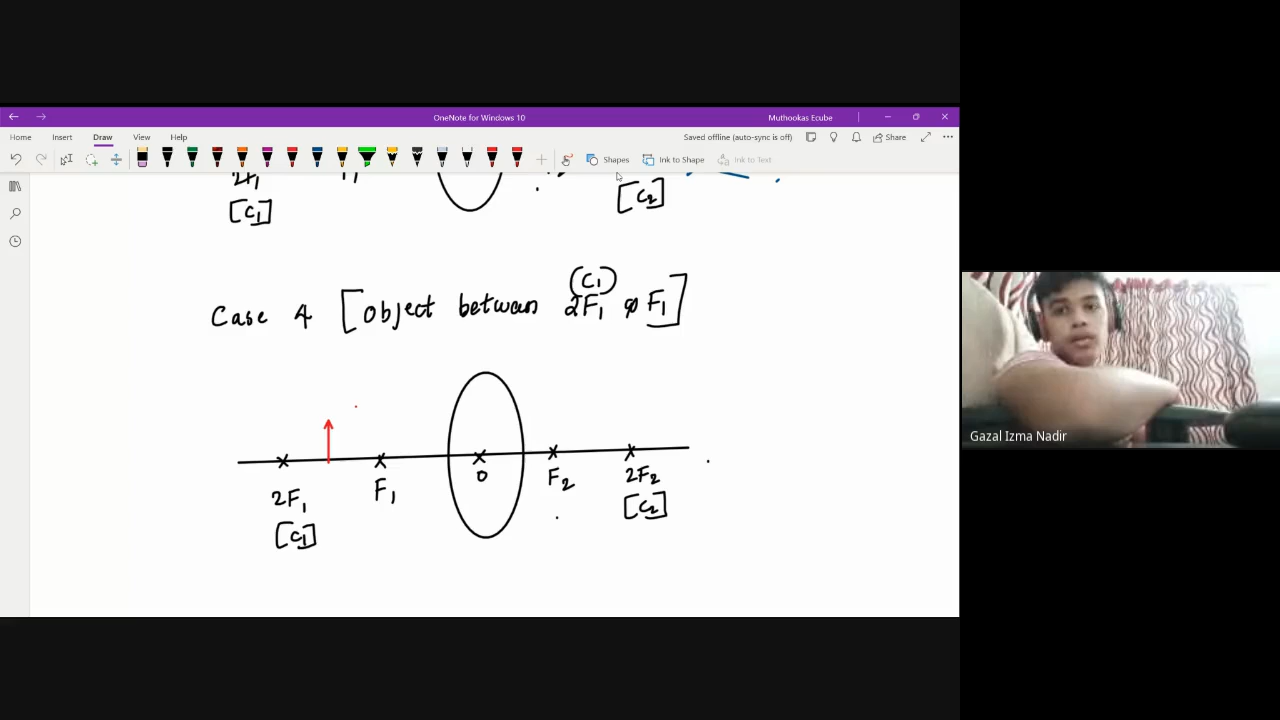 OneNote for Windows 10
Muthookas Ecube
Home Insert Draw View Help
Saved offline (auto-sync is off)
Share
Shapes
Ink to Shape
Ink to Text
2F1
[C1]
[C2]
Case 4 [object betwen 2F1 & F1]
(C1)
2F1
F1
O
F2
2F2
[C1]
[C2]
Gazal Izma Nadir